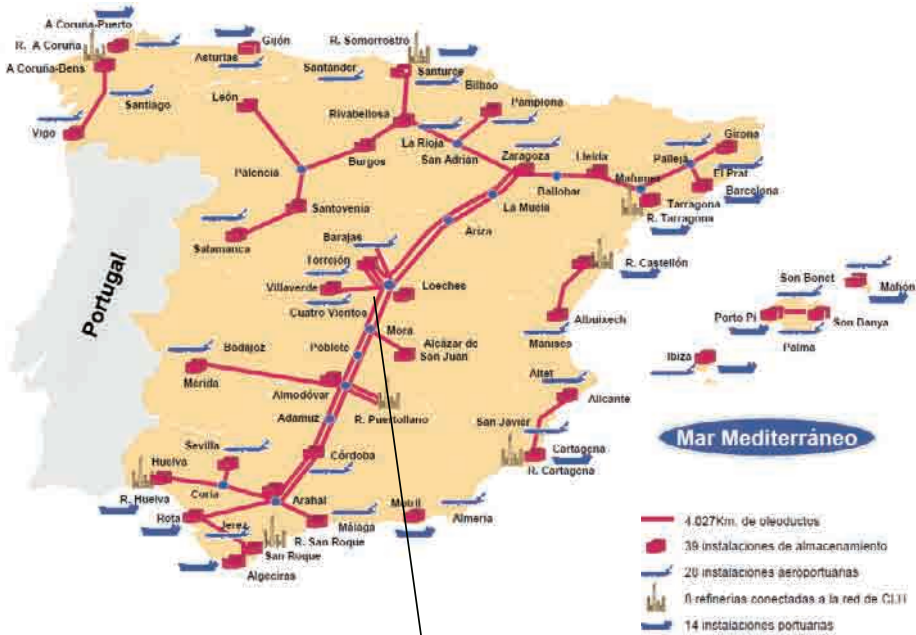 A Coruña-Puerto
R. A Coruña
A Coruña-Bens
Santiago
Vigo
Gijón
Asturias
León
R. Somorrostro
Santander
Santurce
Bilbao
Pamplona
Rivabellosa
La Rioja
San Adrián
Burgos
Palencia
Santovenia
Salamanca
Zaragoza
Lleida
Ballobar
La Muela
Ariza
Girona
Palleja
El Prat
Barcelona
Tarragona
R. Tarragona
Barajas
Torrejón
Villaverde
Cuatro Vientos
Loeches
Mora
Alcázar de
San Juan
Poblete
R. Castellón
Albuixech
Manises
Son Bonet
Mahón
Porto Pi
Son Banya
Palma
Ibiza
Portugal
Badajoz
Mérida
Almodóvar
R. Puertollano
Adamuz
Altet
Alicante
San Javier
Cartagena
R. Cartagena
Mar Mediterráneo
Sevilla
Huelva
R. Huelva
Coria
Córdoba
Arahal
Rota
Jerez
R. San Roque
San Roque
Algeciras
Málaga
Motril
Almería
4.027Km. de oleoductos
39 instalaciones de almacenamiento
28 instalaciones aeroportuarias
8 refinerías conectadas a la red de CLH
14 instalaciones portuarias